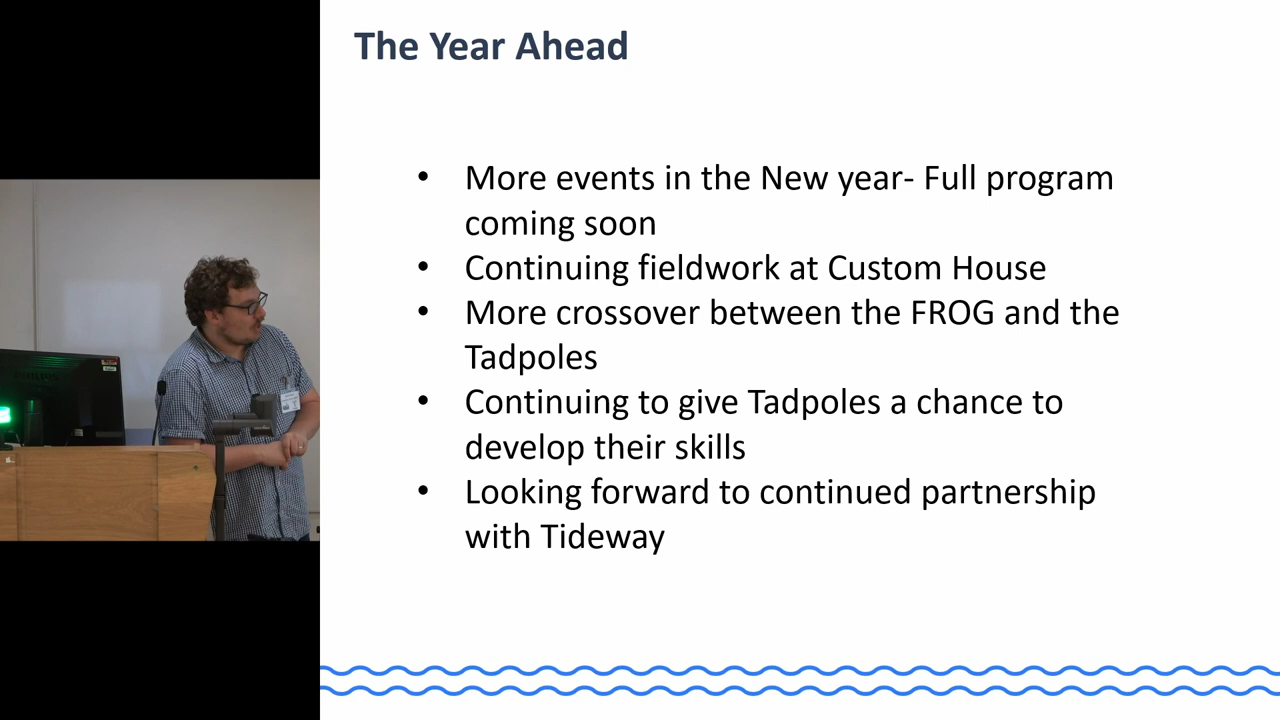 The Year Ahead
• More events in the New year- Full program
coming soon
• Continuing fieldwork at Custom House
• More crossover between the FROG and the
Tadpoles
• Continuing to give Tadpoles a chance to
develop their skills
• Looking forward to continued partnership
with Tideway